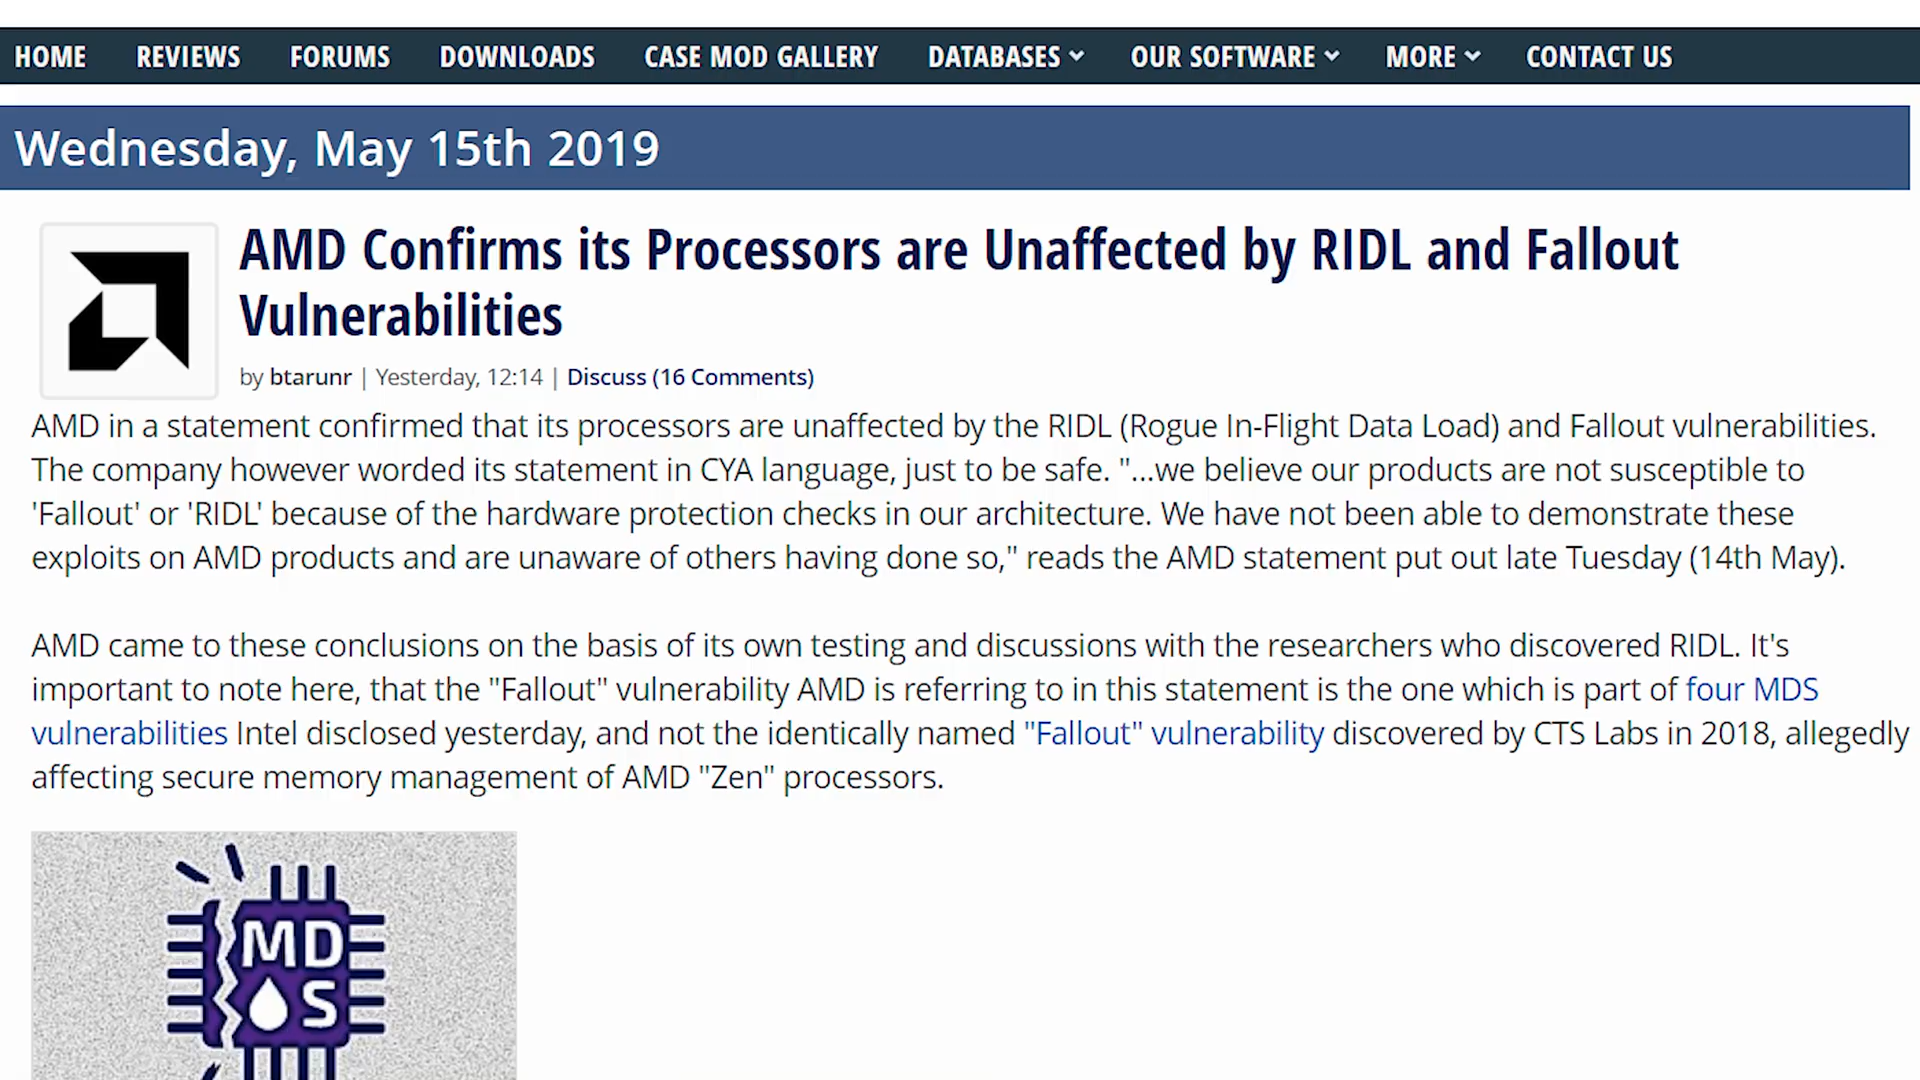 HOME REVIEWS FORUMS DOWNLOADS CASE MOD GALLERY DATABASES OUR SOFTWARE MORE CONTACT US
Wednesday, May 15th 2019
AMD Confirms its Processors are Unaffected by RIDL and Fallout
Vulnerabilities
by btarunr | Yesterday, 12:14 | Discuss (16 Comments)
AMD in a statement confirmed that its processors are unaffected by the RIDL (Rogue In-Flight Data Load) and Fallout vulnerabilities.
The company however worded its statement in CYA language, just to be safe. "...we believe our products are not susceptible to
'Fallout' or 'RIDL' because of the hardware protection checks in our architecture. We have not been able to demonstrate these
exploits on AMD products and are unaware of others having done so," reads the AMD statement put out late Tuesday (14th May).
AMD came to these conclusions on the basis of its own testing and discussions with the researchers who discovered RIDL. It's
important to note here, that the "Fallout" vulnerability AMD is referring to in this statement is the one which is part of four MDS
vulnerabilities Intel disclosed yesterday, and not the identically named "Fallout" vulnerability discovered by CTS Labs in 2018, allegedly
affecting secure memory management of AMD "Zen" processors.
MD
S